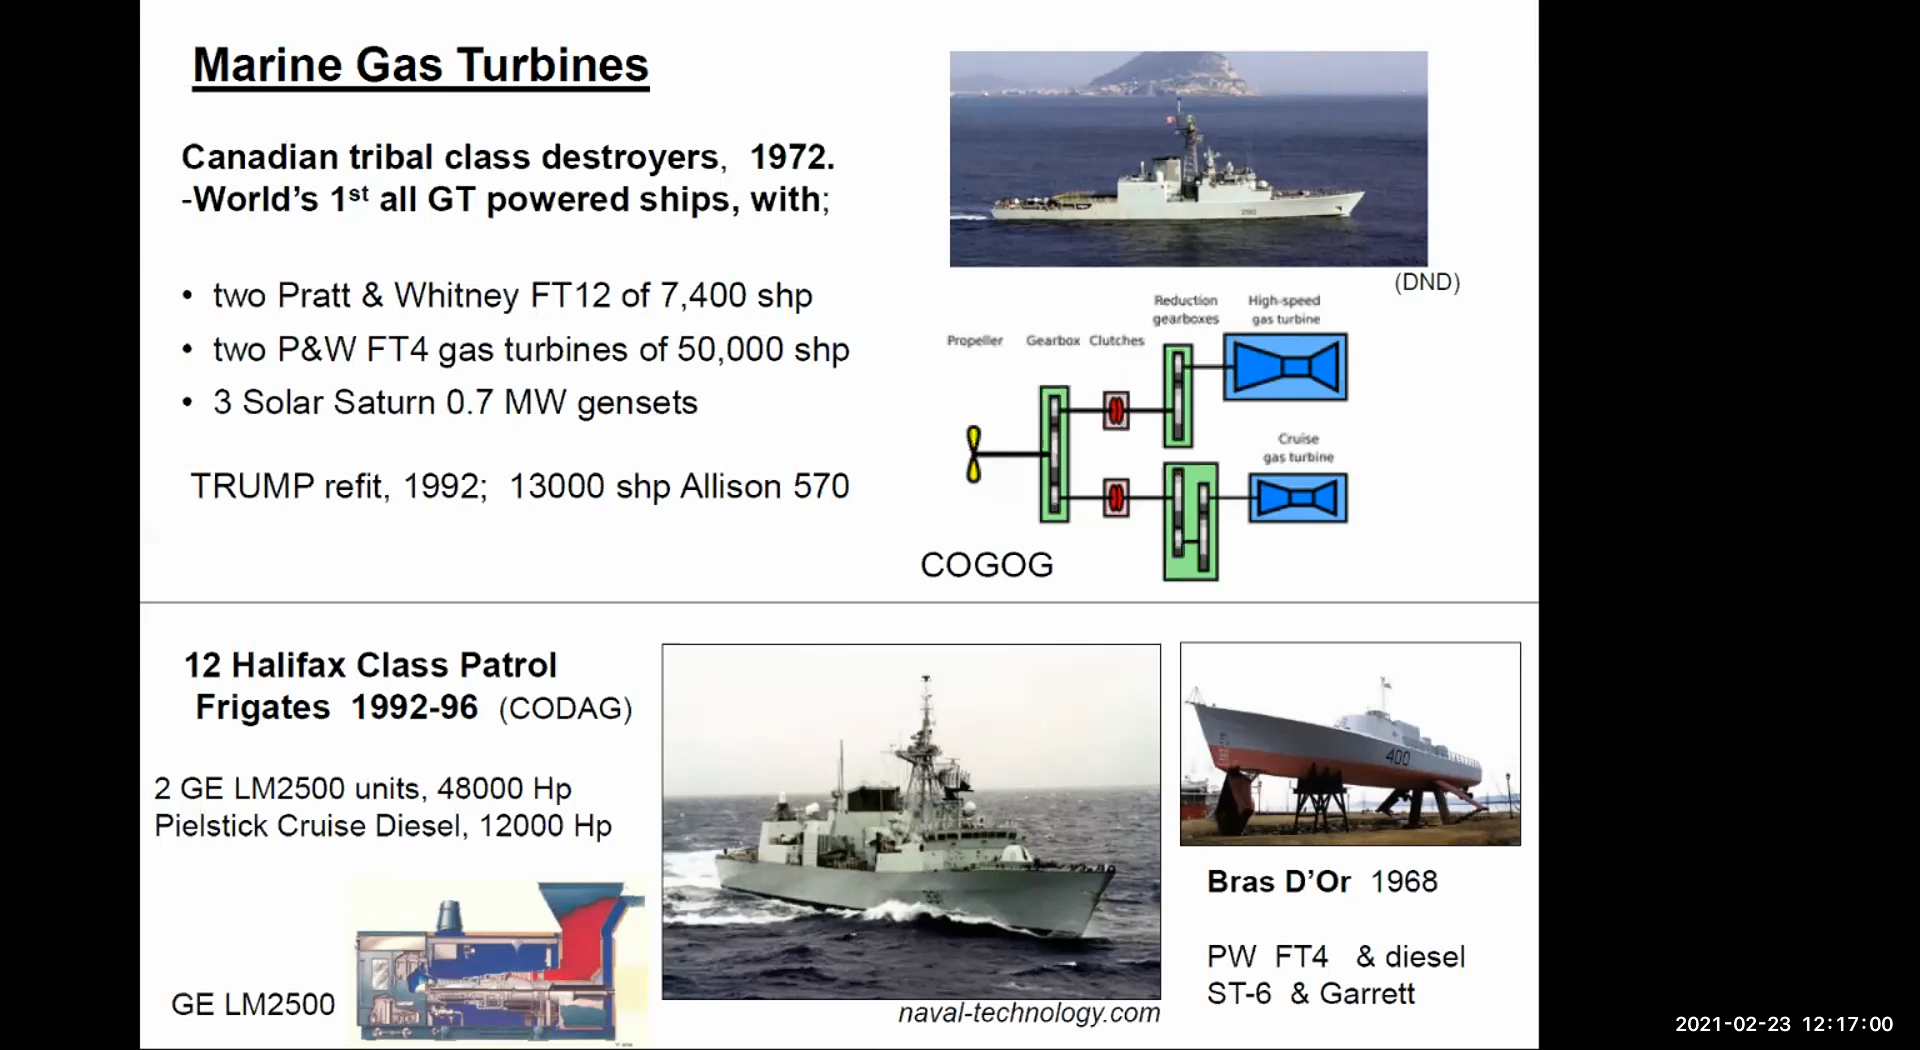 Marine Gas Turbines
Canadian tribal class destroyers, 1972.
-World's 1st all GT powered ships, with;
• two Pratt & Whitney FT12 of 7,400 shp
• two P&W FT4 gas turbines of 50,000 shp
• 3 Solar Saturn 0.7 MW gensets
TRUMP refit, 1992; 13000 shp Allison 570
(DND)
Reduction
gearboxes
High-speed
gas turbine
Propeller
Gearbox
Clutches
Cruise
gas turbine
COGOG
12 Halifax Class Patrol
Frigates 1992-96 (CODAG)
2 GE LM2500 units, 48000 Hp
Pielstick Cruise Diesel, 12000 Hp
GE LM2500
naval-technology.com
400
Bras D'Or 1968
PW FT4 & diesel
ST-6 & Garrett
2021-02-23 12:17:00